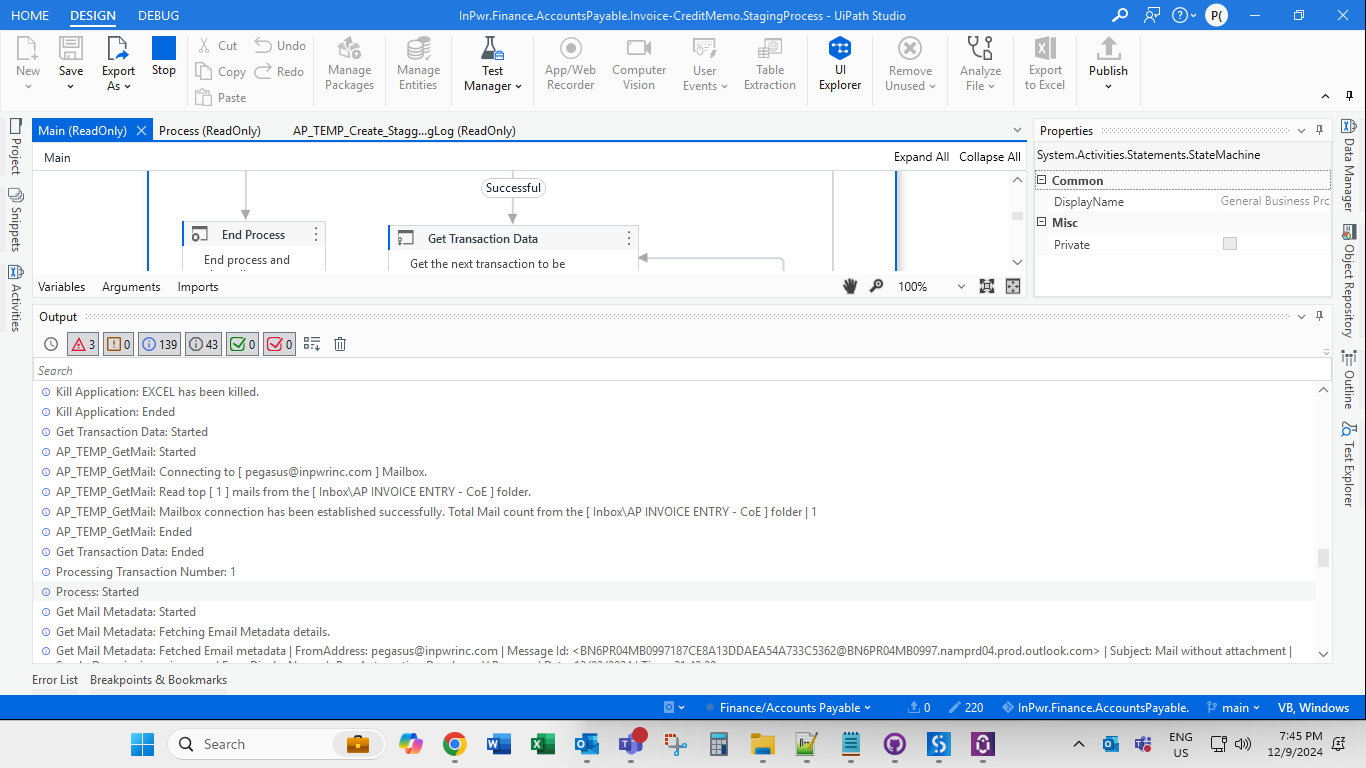 HOME DESIGN DEBUG InPwr.Finance.AccountsPayable.Invoice-CreditMemo.StagingProcess - UiPath Studio P(
New Save Export As Stop Cut Copy Paste Undo Redo Manage Packages Manage Entities Test Manager App/Web Recorder Computer Vision User Events Table Extraction UI Explorer Remove Unused Analyze File Export to Excel Publish
Project
Snippets
Activities
Main (ReadOnly) Process (ReadOnly) AP_TEMP_Create_Stagg...gLog (ReadOnly)
Main Expand All Collapse All
Successful
End Process
End process and
Get Transaction Data
Get the next transaction to be
Variables Arguments Imports 100%
Properties
System.Activities.Statements.StateMachine
Common
DisplayName General Business Prc
Misc
Private
Data Manager
Object Repository
Outline
Test Explorer
Output
3 0 139 43 0 0
Search
Kill Application: EXCEL has been killed.
Kill Application: Ended
Get Transaction Data: Started
AP_TEMP_GetMail: Started
AP_TEMP_GetMail: Connecting to [ pegasus@inpwrinc.com ] Mailbox.
AP_TEMP_GetMail: Read top [ 1 ] mails from the [ Inbox\AP INVOICE ENTRY - CoE ] folder.
AP_TEMP_GetMail: Mailbox connection has been established successfully. Total Mail count from the [ Inbox\AP INVOICE ENTRY - CoE ] folder | 1
AP_TEMP_GetMail: Ended
Get Transaction Data: Ended
Processing Transaction Number: 1
Process: Started
Get Mail Metadata: Started
Get Mail Metadata: Fetching Email Metadata details.
Get Mail Metadata: Fetched Email metadata | FromAddress: pegasus@inpwrinc.com | Message Id: <BN6PR04MB0997187CE8A13DDAEA54A733C5362@BN6PR04MB0997.namprd04.prod.outlook.com> | Subject: Mail without attachment |
Error List Breakpoints & Bookmarks
Finance/Accounts Payable 0 220 InPwr.Finance.AccountsPayable. main VB, Windows
Search ENG US 7:45 PM 12/9/2024